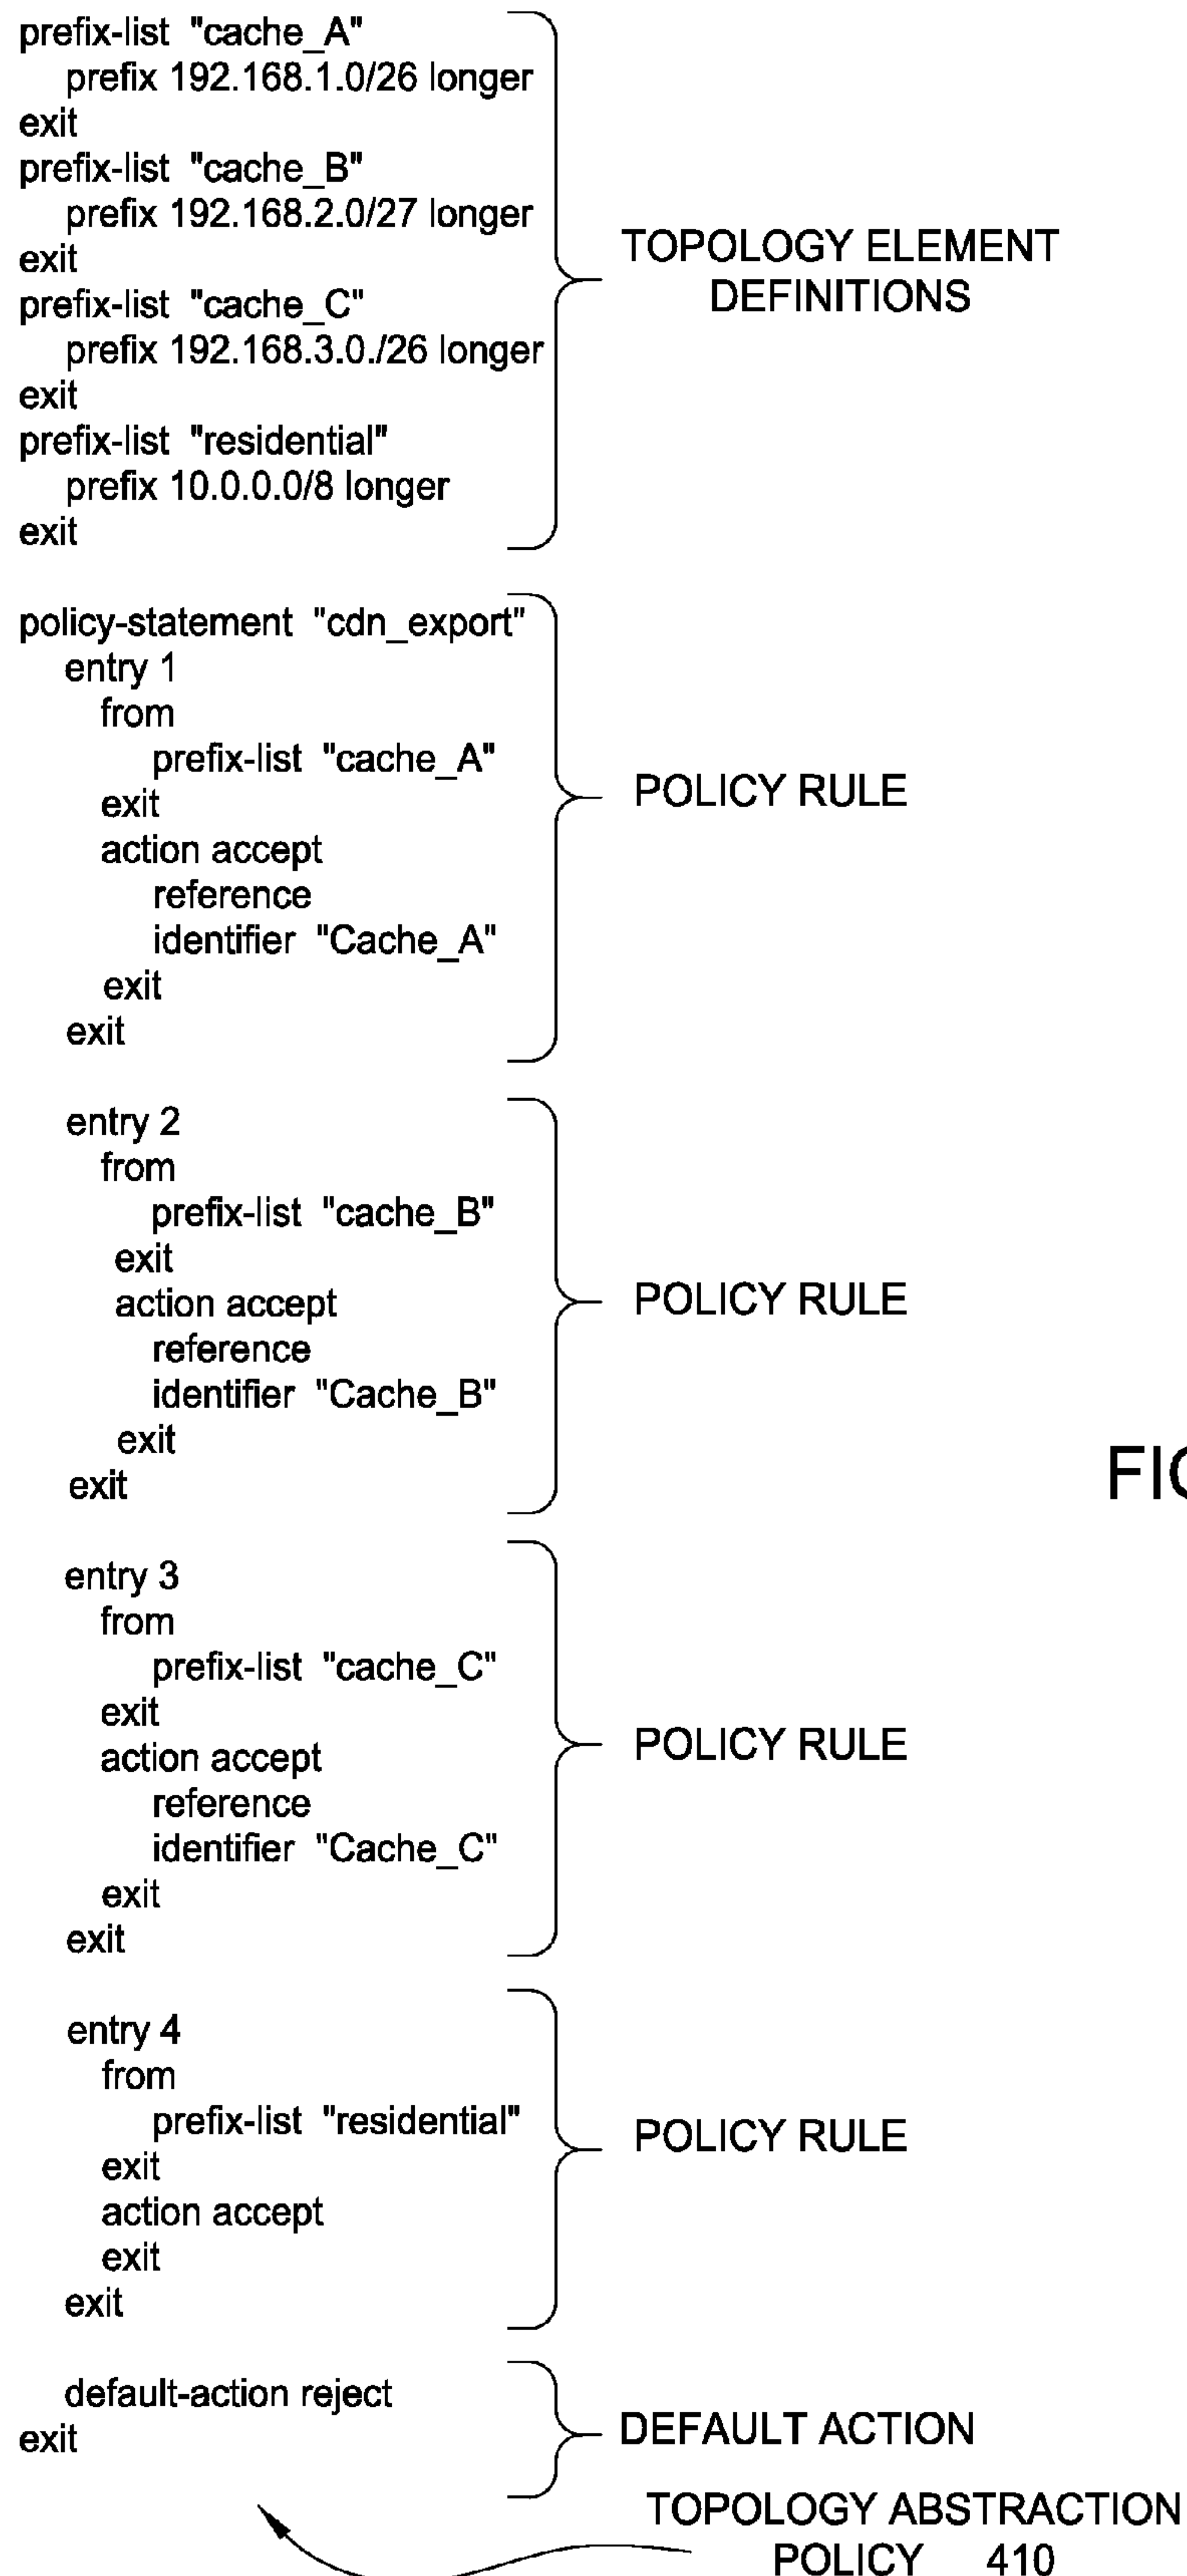 prefix-list "cache_A"
prefix 192.168.1.0/26 longer
exit
prefix-list "cache_B"
prefix 192.168.2.0/27 longer
exit
prefix-list "cache_C"
prefix 192.168.3.0./26 longer
exit
prefix-list "residential"
prefix 10.0.0.0/8 longer
exit
TOPOLOGY ELEMENT
DEFINITIONS
policy-statement "cdn_export"
entry 1
from
prefix-list "cache_A"
exit
action accept
reference
identifier "Cache_A"
exit
exit
POLICY RULE
entry 2
from
prefix-list "cache_B"
exit
action accept
reference
identifier "Cache_B"
exit
exit
POLICY RULE
entry 3
from
prefix-list "cache_C"
exit
action accept
reference
identifier "Cache_C"
exit
exit
POLICY RULE
entry 4
from
prefix-list "residential"
exit
action accept
exit
exit
POLICY RULE
default-action reject
exit
DEFAULT ACTION
TOPOLOGY ABSTRACTION
POLICY 410